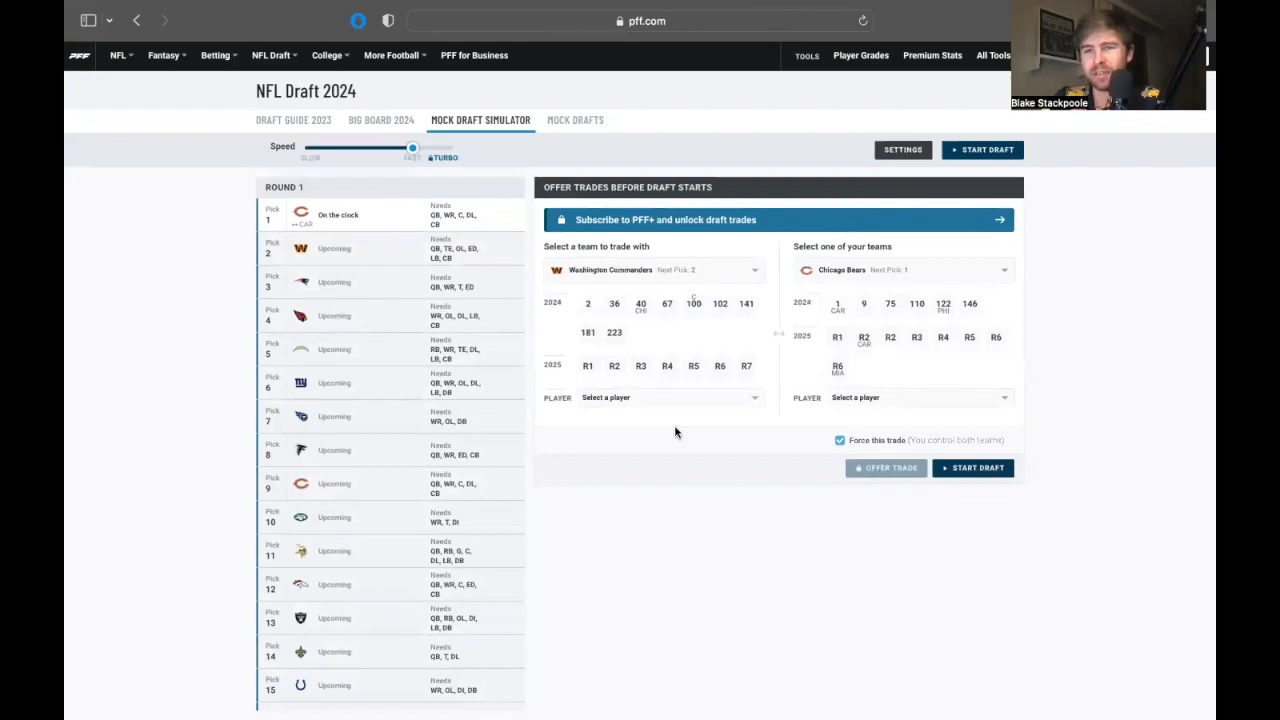 pff.com
PFF NFL Fantasy Betting NFL Draft College More Football PFF for Business TOOLS Player Grades Premium Stats All Tools
Blake Stackpoole
NFL Draft 2024
DRAFT GUIDE 2023 BIG BOARD 2024 MOCK DRAFT SIMULATOR MOCK DRAFTS
Speed SLOW FAST TURBO SETTINGS START DRAFT
ROUND 1
Pick 1 ↔ CAR On the clock Needs QB, WR, C, DL, CB
Pick 2 Upcoming Needs QB, TE, OL, ED, LB, CB
Pick 3 Upcoming Needs QB, WR, T, ED
Pick 4 Upcoming Needs WR, OL, DL, LB, CB
Pick 5 Upcoming Needs RB, WR, TE, DL, LB, CB
Pick 6 Upcoming Needs QB, WR, OL, DL, LB, DB
Pick 7 Upcoming Needs WR, OL, DB
Pick 8 Upcoming Needs QB, WR, ED, CB
Pick 9 Upcoming Needs QB, WR, C, DL, CB
Pick 10 Upcoming Needs WR, T, DI
Pick 11 Upcoming Needs QB, RB, G, C, DL, LB, DB
Pick 12 Upcoming Needs QB, WR, C, ED, CB
Pick 13 Upcoming Needs QB, RB, OL, DI, LB, DB
Pick 14 Upcoming Needs QB, T, DL
Pick 15 Upcoming Needs WR, OL, DI, DB
OFFER TRADES BEFORE DRAFT STARTS
Subscribe to PFF+ and unlock draft trades
Select a team to trade with
Washington Commanders Next Pick: 2
2024 2 36 40 CHI 67 100 C 102 141
181 223
2025 R1 R2 R3 R4 R5 R6 R7
PLAYER Select a player
Select one of your teams
Chicago Bears Next Pick: 1
2024 1 CAR 9 75 110 122 PHI 146
2025 R1 R2 CAR R2 R3 R4 R5 R6
R6 MIA
PLAYER Select a player
Force this trade (You control both teams)
OFFER TRADE START DRAFT